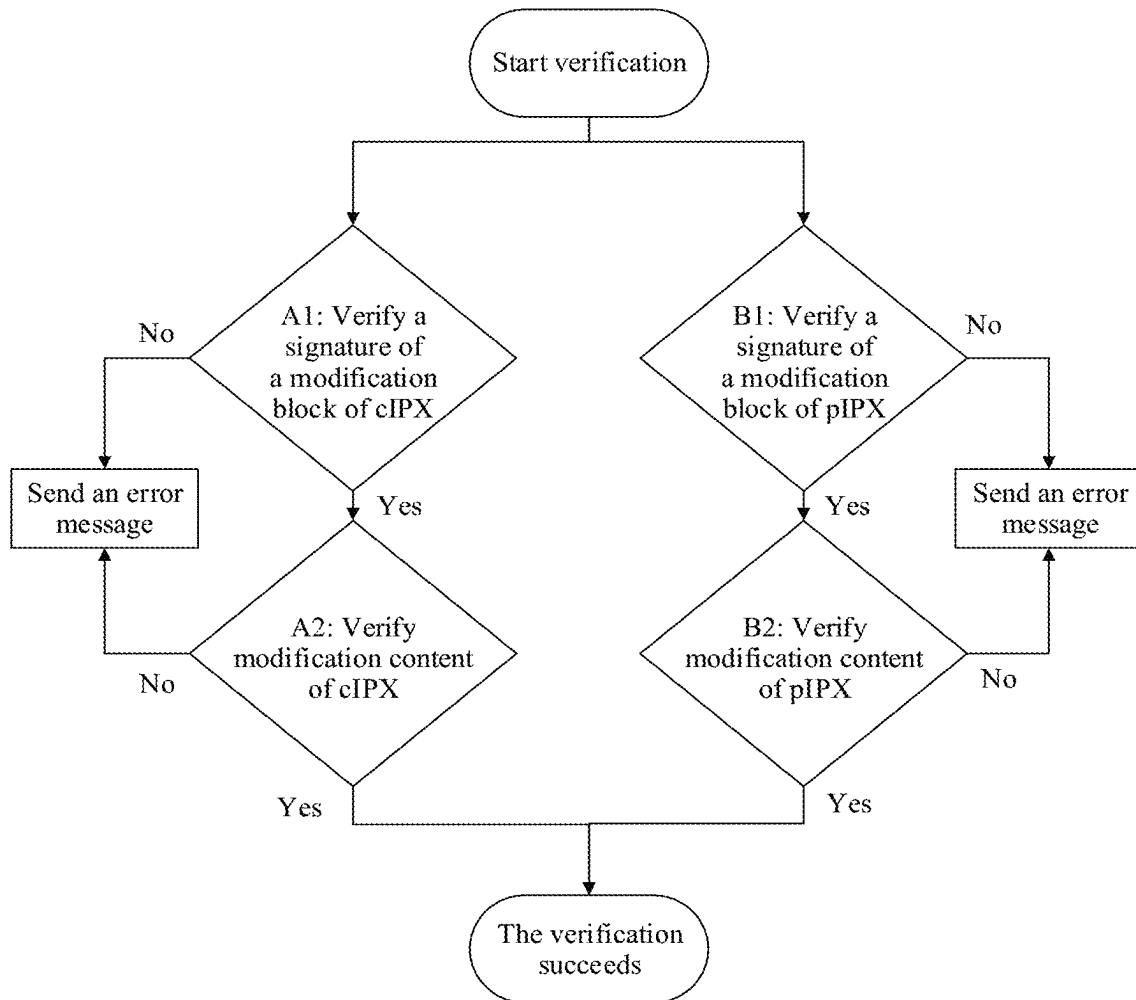 Start verification
No
A1: Verify a
signature of
a modification
block of cIPX
B1: Verify a
signature of
a modification
block of pIPX
No
Send an error
message
Yes
Yes
Send an error
message
No
A2: Verify
modification content
of cIPX
B2: Verify
modification content
of pIPX
No
Yes
Yes
The verification
succeeds